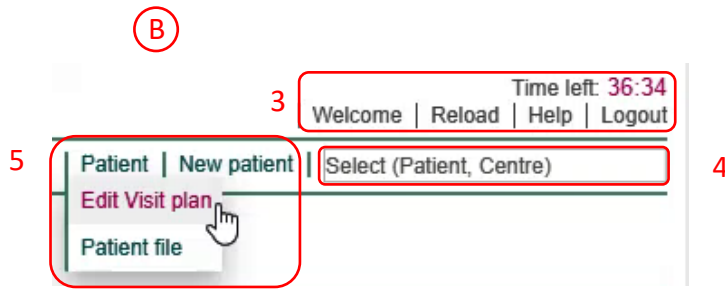 B
Time left: 36:34
3
Welcome | Reload | Help | Logout
5
Patient | New patient | Select (Patient, Centre)
4
Edit Visit plan
Patient file